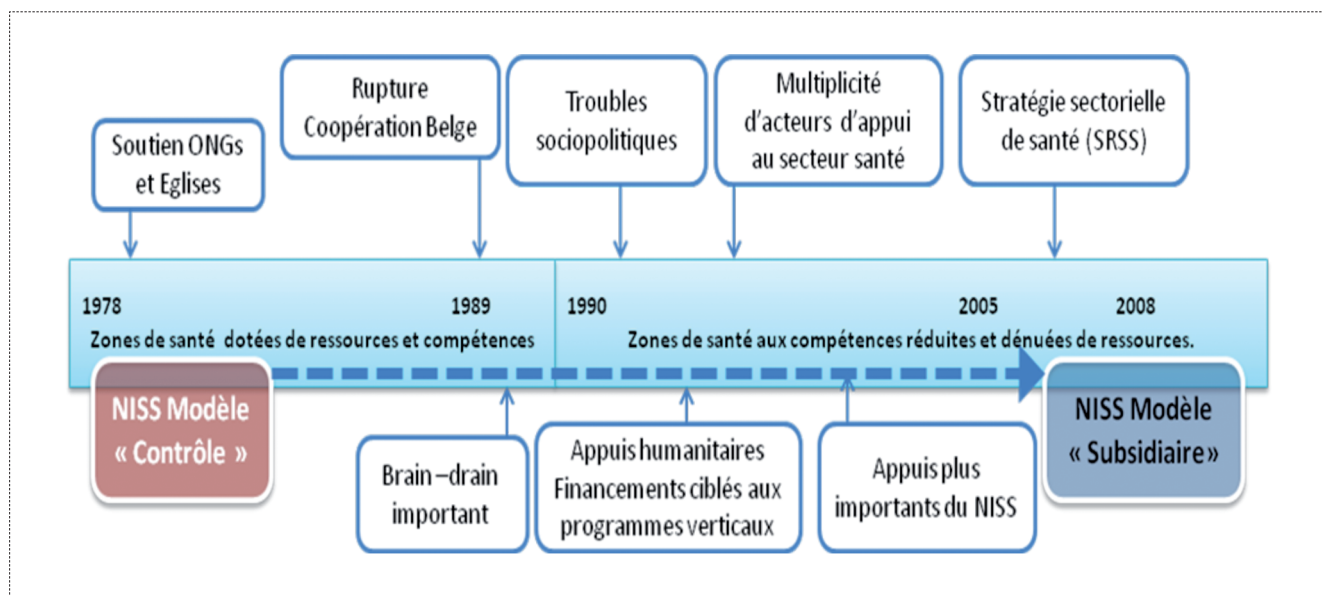 Soutien ONGs
et Eglises
Rupture
Coopération Belge
Troubles
sociopolitiques
Multiplicité
d'acteurs d'appui
au secteur santé
Stratégie sectorielle
de santé (SRSS)
1978
1989
1990
2005
2008
Zones de santé dotées de ressources et compétences
Zones de santé aux compétences réduites et dénuées de ressources.
NISS Modèle
« Contrôle »
Brain –drain
important
Appuis humanitaires
Financements ciblés aux
programmes verticaux
Appuis plus
importants du NISS
NISS Modèle
« Subsidiaire»